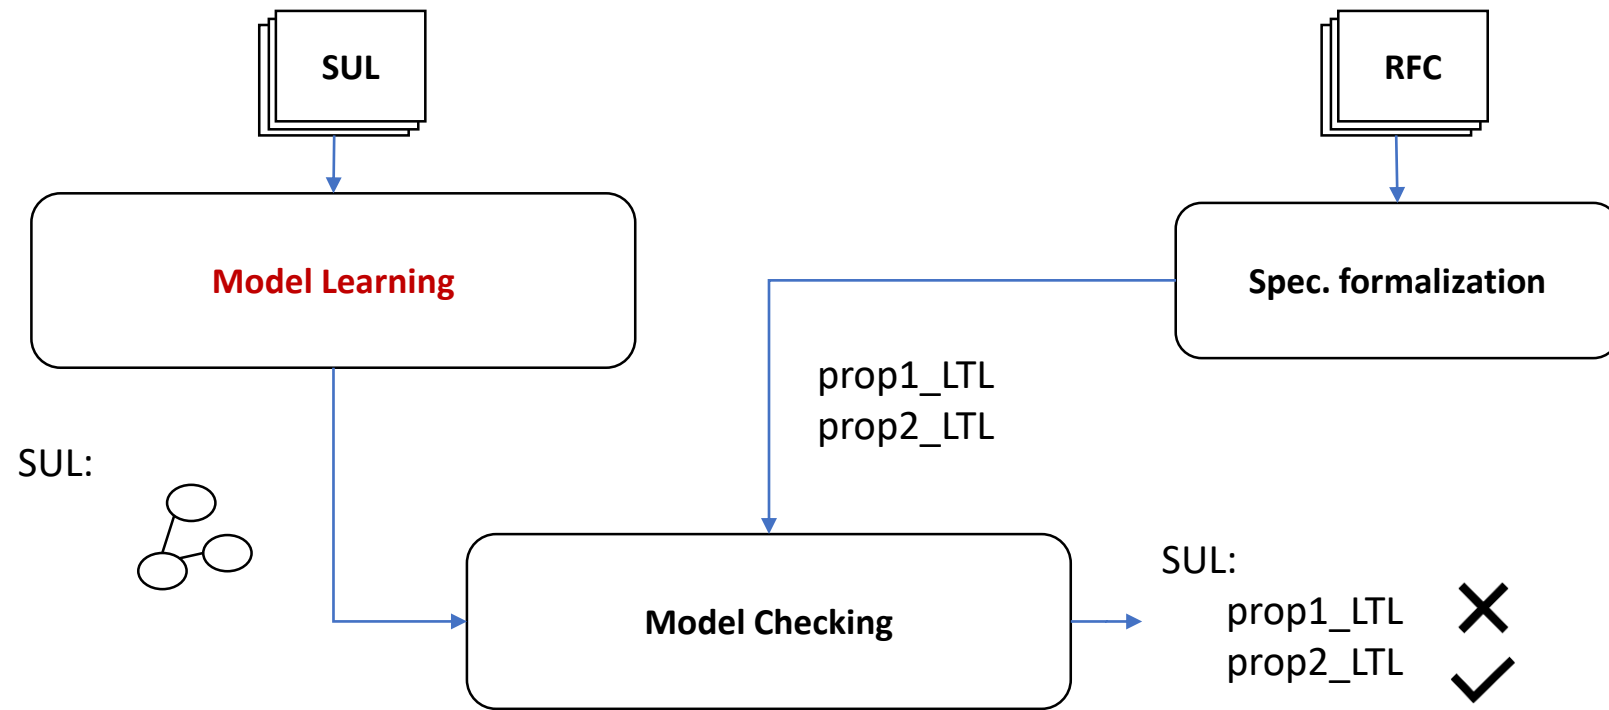 SUL
RFC
Model Learning
Spec. formalization
prop1_LTL
prop2_LTL
SUL:
Model Checking
SUL:
prop1_LTL
prop2_LTL